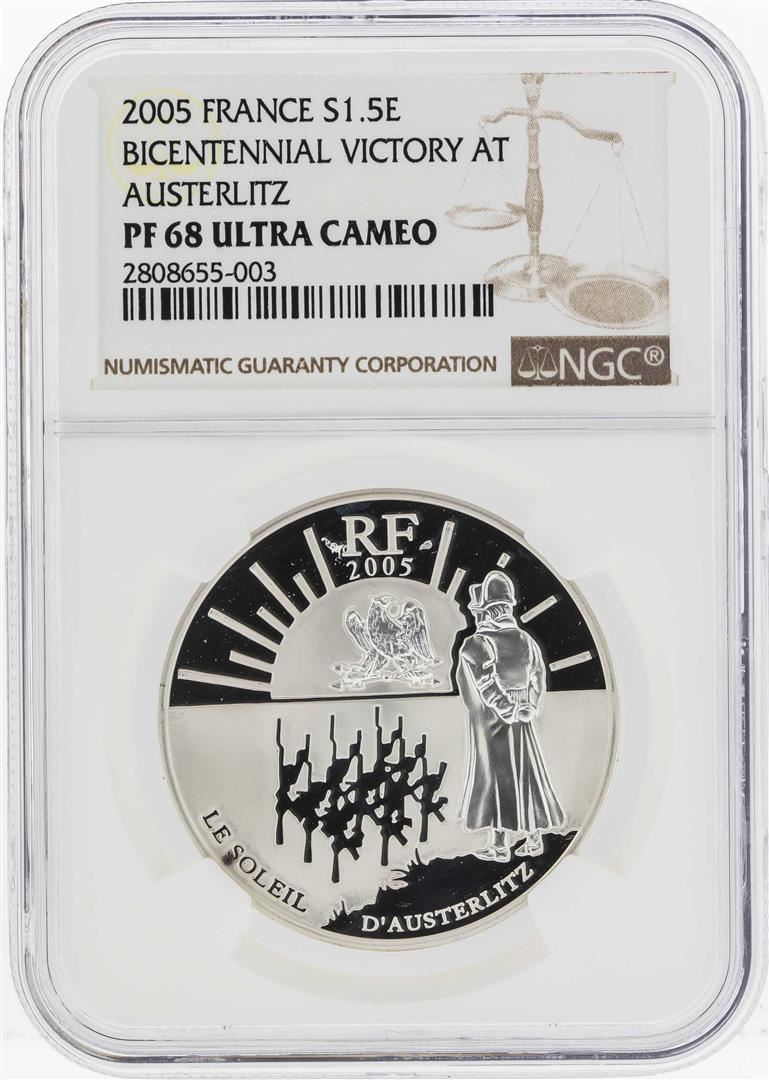 2005 FRANCE S1.5E
BICENTENNIAL VICTORY AT
AUSTERLITZ
PF 68 ULTRA CAMEO
2808655-003
NUMISMATIC GUARANTY CORPORATION
NGC®
RF
2005
LE SOLEIL
D'AUSTERLITZ